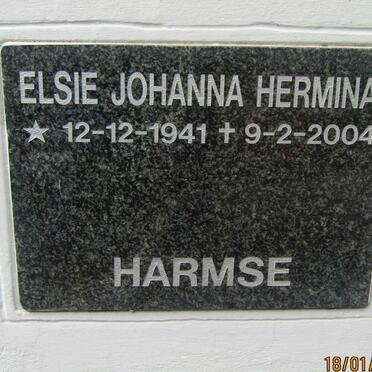 ELSIE JOHANNA HERMINA
★ 12-12-1941 ✝ 9-2-2004
HARMSE
18/01/